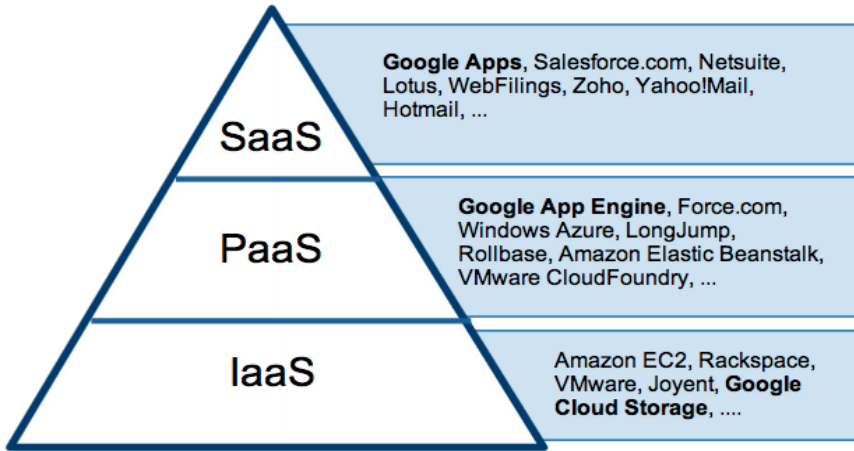 SaaS
Google Apps, Salesforce.com, Netsuite,
Lotus, WebFilings, Zoho, Yahoo!Mail,
Hotmail, ...
PaaS
Google App Engine, Force.com,
Windows Azure, LongJump,
Rollbase, Amazon Elastic Beanstalk,
VMware CloudFoundry, ...
IaaS
Amazon EC2, Rackspace,
VMware, Joyent, Google
Cloud Storage, ....